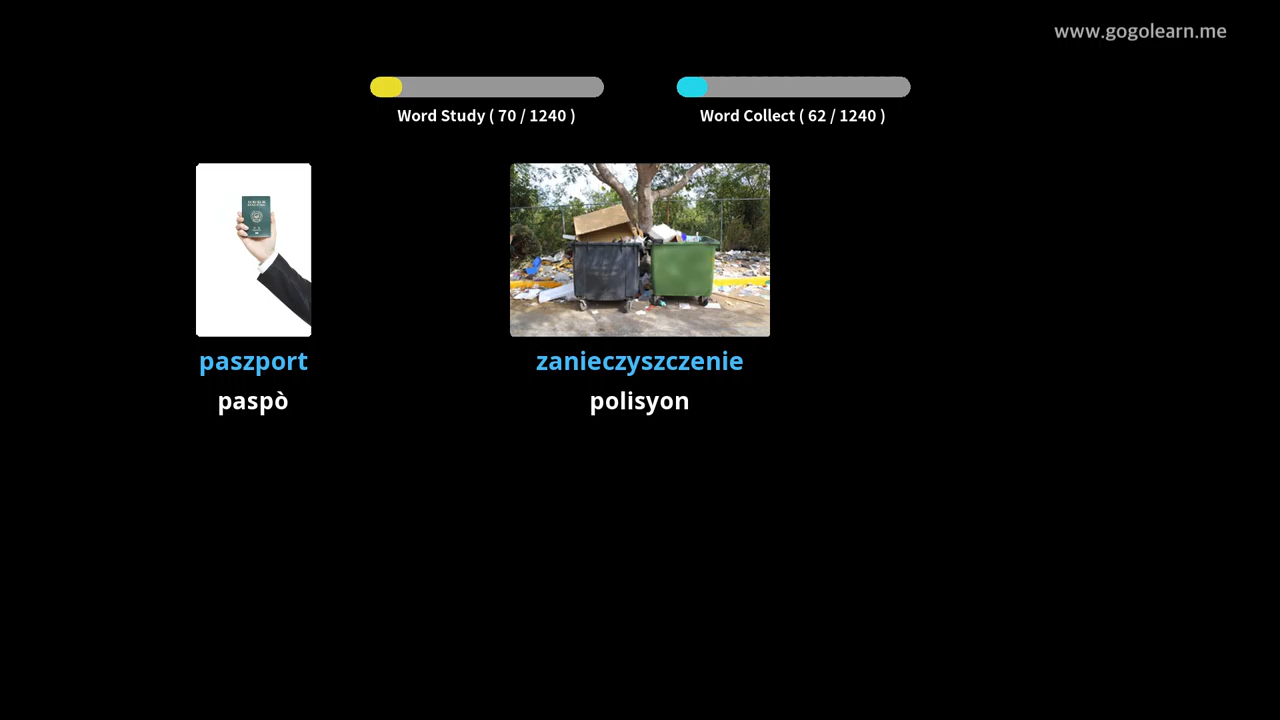 www.gogolearn.me
Word Study ( 70 / 1240 )
Word Collect ( 62 / 1240 )
paszport
zanieczyszczenie
paspò
polisyon